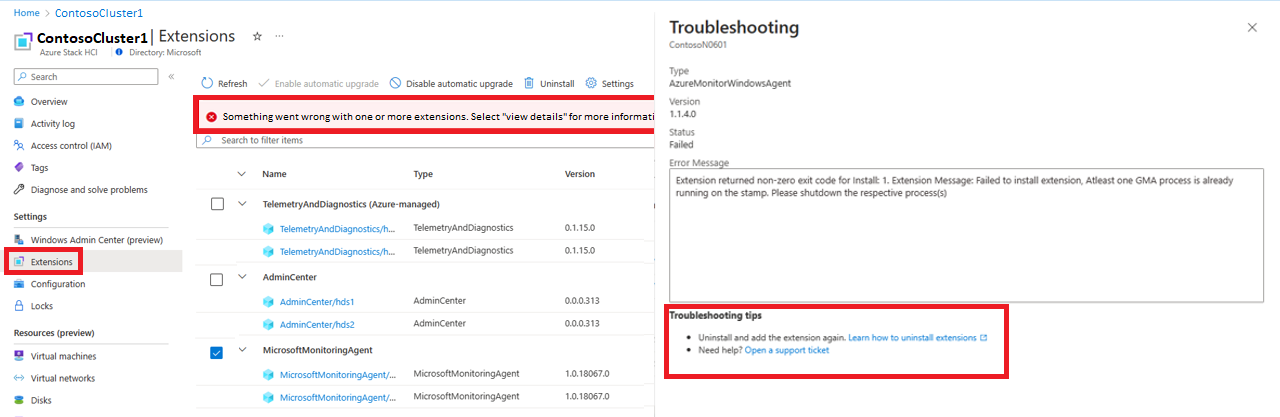 Home > ContosoCluster1
ContosoCluster1 | Extensions ☆ ···
Azure Stack HCI | Directory: Microsoft
Search «
Overview
Activity log
Access control (IAM)
Tags
Diagnose and solve problems
Settings
Windows Admin Center (preview)
Extensions
Configuration
Locks
Resources (preview)
Virtual machines
Virtual networks
Disks
Refresh Enable automatic upgrade Disable automatic upgrade Uninstall Settings
Something went wrong with one or more extensions. Select "view details" for more informati
Search to filter items
Name Type Version
TelemetryAndDiagnostics (Azure-managed)
TelemetryAndDiagnostics/h... TelemetryAndDiagnostics 0.1.15.0
TelemetryAndDiagnostics/h... TelemetryAndDiagnostics 0.1.15.0
AdminCenter
AdminCenter/hds1 AdminCenter 0.0.0.313
AdminCenter/hds2 AdminCenter 0.0.0.313
MicrosoftMonitoringAgent
MicrosoftMonitoringAgent/... MicrosoftMonitoringAgent 1.0.18067.0
MicrosoftMonitoringAgent/... MicrosoftMonitoringAgent 1.0.18067.0
Troubleshooting
ContosoN0601
Type
AzureMonitorWindowsAgent
Version
1.1.4.0
Status
Failed
Error Message
Extension returned non-zero exit code for Install: 1. Extension Message: Failed to install extension, Atleast one GMA process is already
running on the stamp. Please shutdown the respective process(s)
Troubleshooting tips
• Uninstall and add the extension again. Learn how to uninstall extensions
• Need help? Open a support ticket